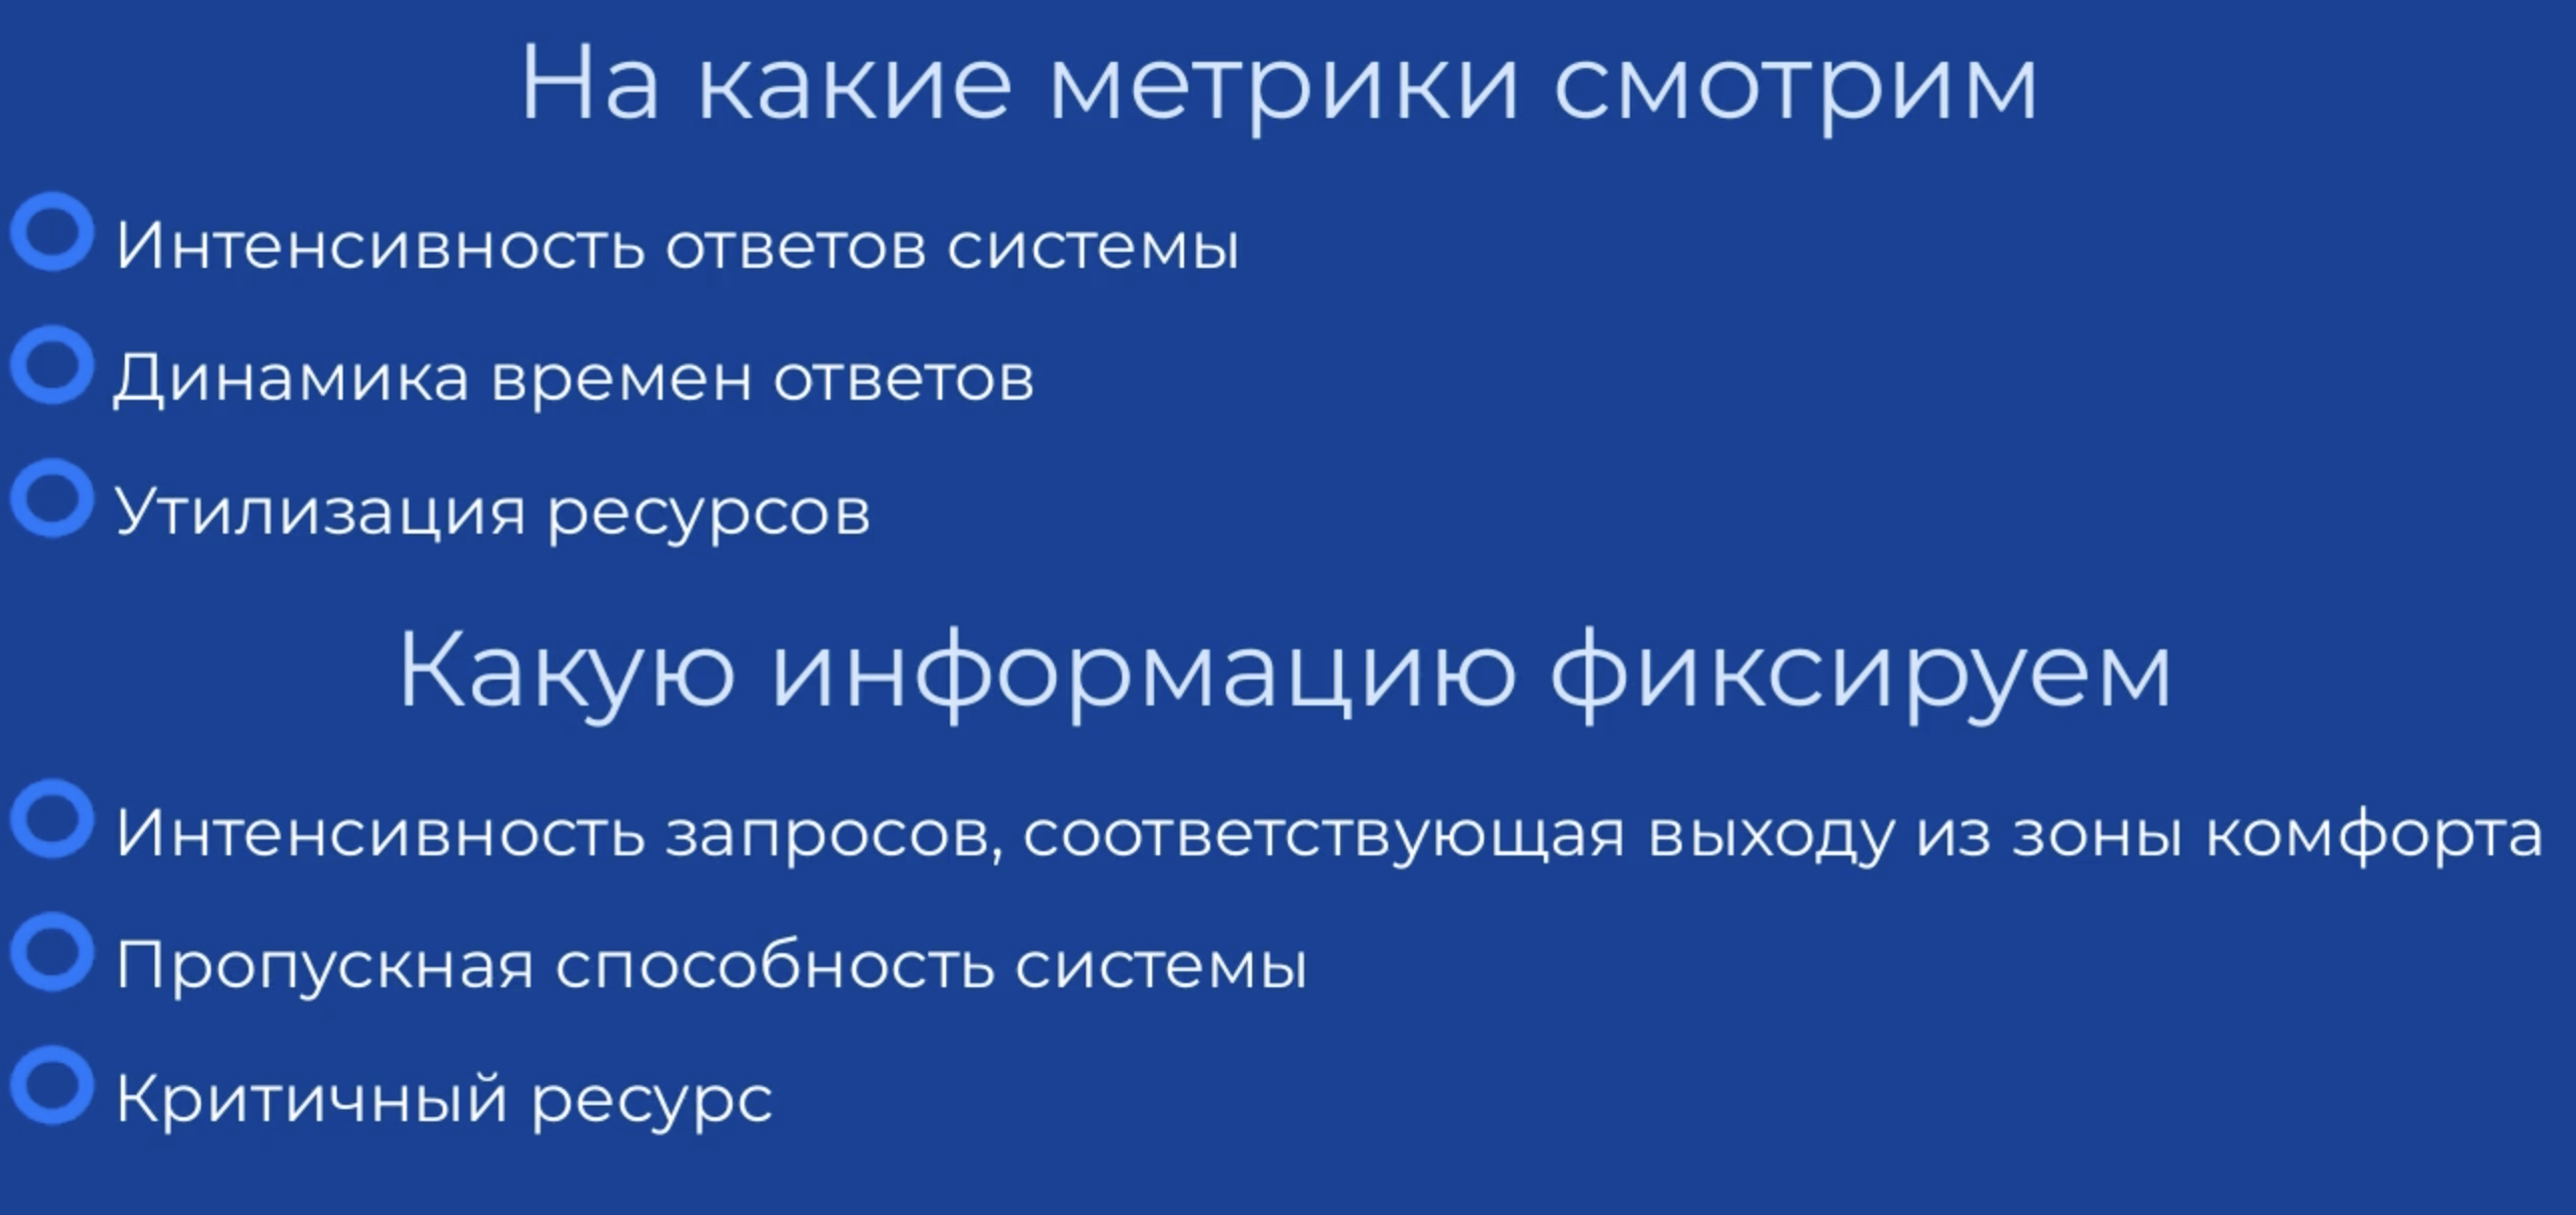 На какие метрики смотрим
Интенсивность ответов системы
Динамика времен ответов
Утилизация ресурсов
Какую информацию фиксируем
Интенсивность запросов, соответствующая выходу из зоны комфорта
Пропускная способность системы
Критичный ресурс